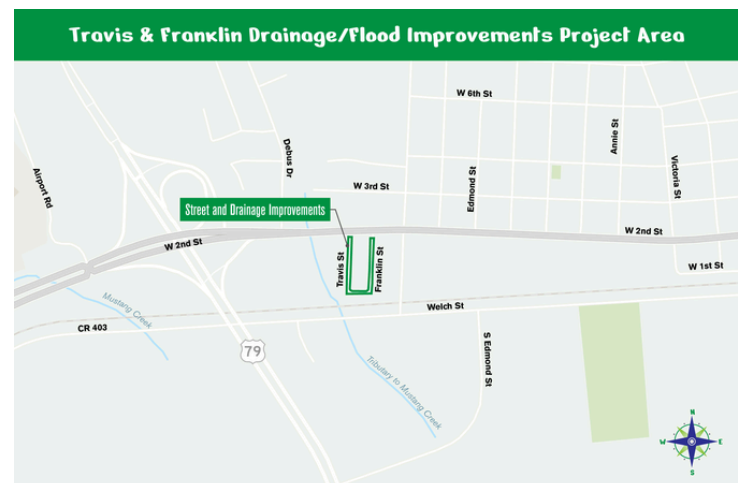 Travis & Franklin Drainage/Flood Improvements Project Area
W 6th St
Annie St
Debus Dr
Victoria St
Airport Rd
Edmond St
W 3rd St
Street and Drainage Improvements
W 2nd St
W 2nd St
Travis St
Franklin St
W 1st St
Mustang Creek
Welch St
CR 403
79
S Edmond St
Tributary to Mustang Creek
N
W
E
S